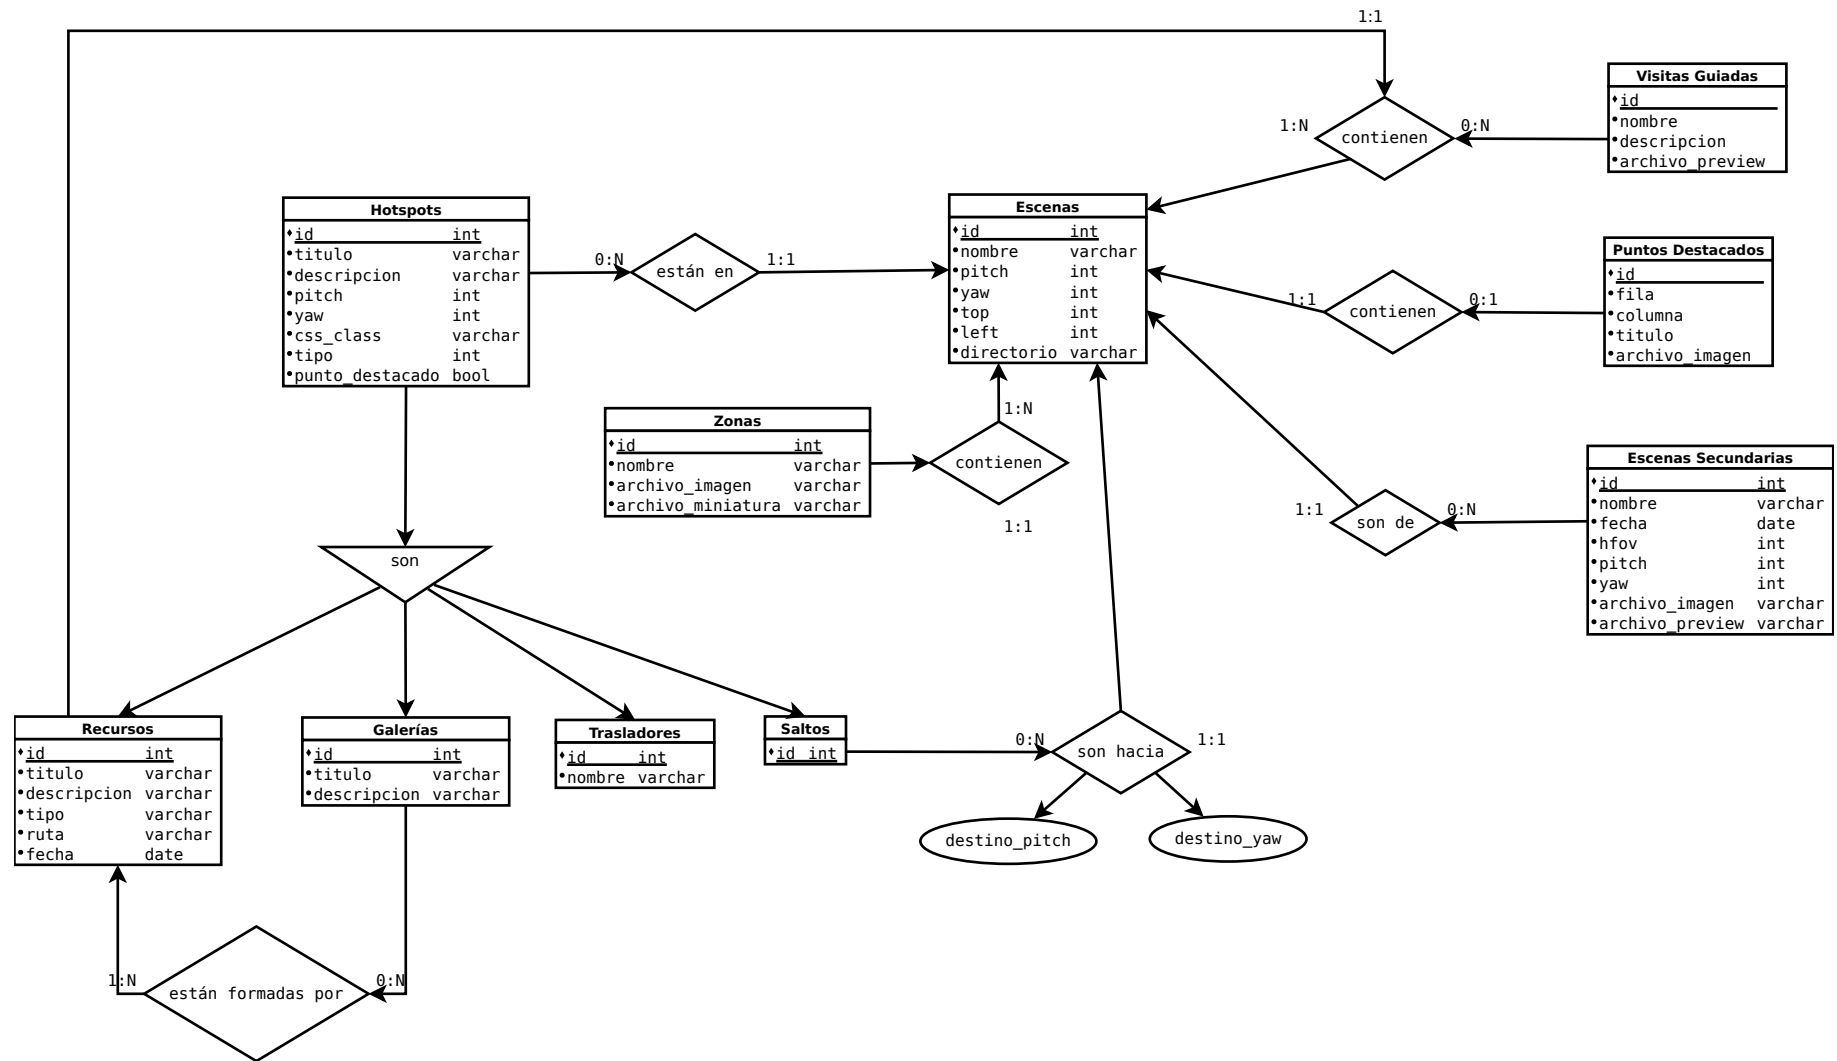 1:1
Visitas Guiadas
id
nombre
descripcion
archivo_preview
1:N
contienen
0:N
Hotspots
id int
titulo varchar
descripcion varchar
pitch int
yaw int
css_class varchar
tipo int
punto_destacado bool
0:N
están en
1:1
Escenas
id int
nombre varchar
pitch int
yaw int
top int
left int
directorio varchar
Puntos Destacados
id
fila
columna
titulo
archivo_imagen
1:1
contienen
0:1
Zonas
id int
nombre varchar
archivo_imagen varchar
archivo_miniatura varchar
1:N
contienen
1:1
Escenas Secundarias
id int
nombre varchar
fecha date
hfov int
pitch int
yaw int
archivo_imagen varchar
archivo_preview varchar
1:1
son de
0:N
son
Recursos
id int
titulo varchar
descripcion varchar
tipo varchar
ruta varchar
fecha date
Galerías
id int
titulo varchar
descripcion varchar
Trasladores
id int
nombre varchar
Saltos
id int
0:N
son hacia
1:1
destino_pitch
destino_yaw
1:N
están formadas por
0:N